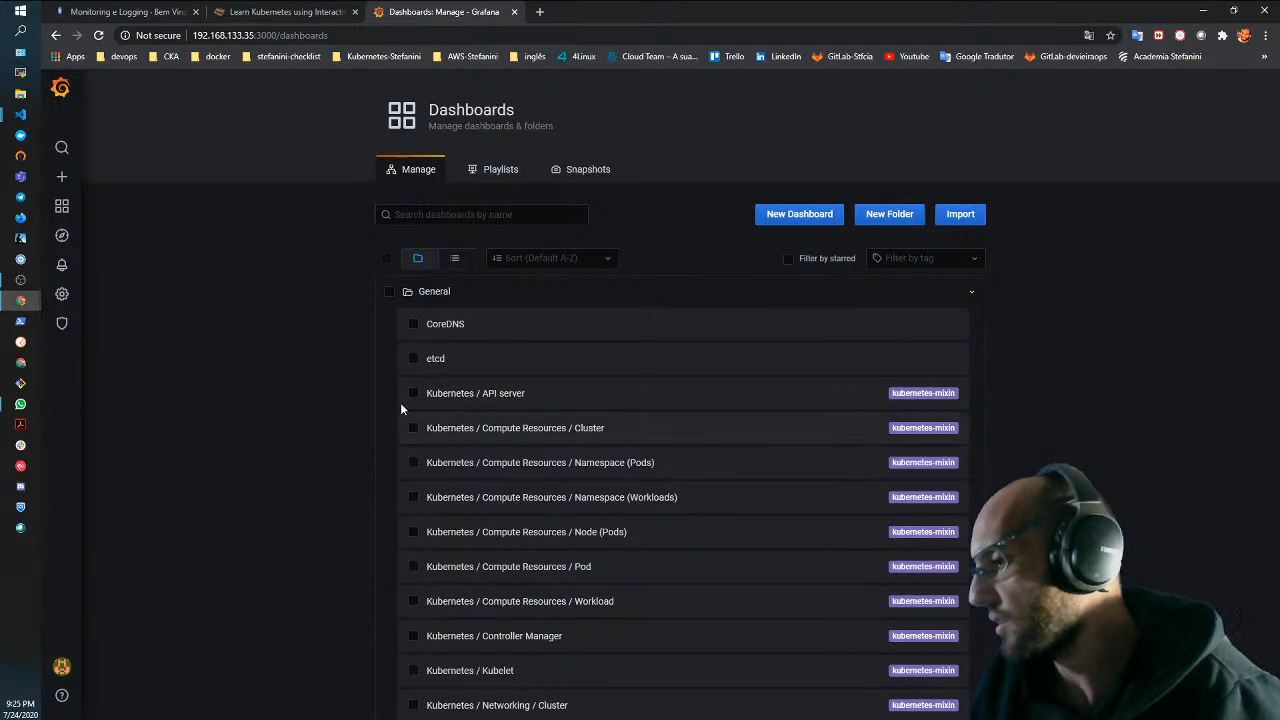 Monitoring e Logging - Bem Vind
Learn Kubernetes using Interacti
Dashboards: Manage - Grafana
Not secure
192.168.133.35:3000/dashboards
Apps
devops
CKA
docker
stefanini-checklist
Kubernetes-Stefanini
AWS-Stefanini
inglês
4Linux
Cloud Team – A sua...
Trello
LinkedIn
GitLab-Stfcia
Youtube
Google Tradutor
GitLab-devieiraops
Academia Stefanini
»
Dashboards
Manage dashboards & folders
Manage
Playlists
Snapshots
Search dashboards by name
New Dashboard
New Folder
Import
Sort (Default A-Z)
Filter by starred
Filter by tag
General
CoreDNS
etcd
Kubernetes / API server
kubernetes-mixin
Kubernetes / Compute Resources / Cluster
kubernetes-mixin
Kubernetes / Compute Resources / Namespace (Pods)
kubernetes-mixin
Kubernetes / Compute Resources / Namespace (Workloads)
kubernetes-mixin
Kubernetes / Compute Resources / Node (Pods)
kubernetes-mixin
Kubernetes / Compute Resources / Pod
kubernetes-mixin
Kubernetes / Compute Resources / Workload
kubernetes-mixin
Kubernetes / Controller Manager
kubernetes-mixin
Kubernetes / Kubelet
kubernetes-mixin
Kubernetes / Networking / Cluster
kubernetes-mixin
9:25 PM
7/24/2020